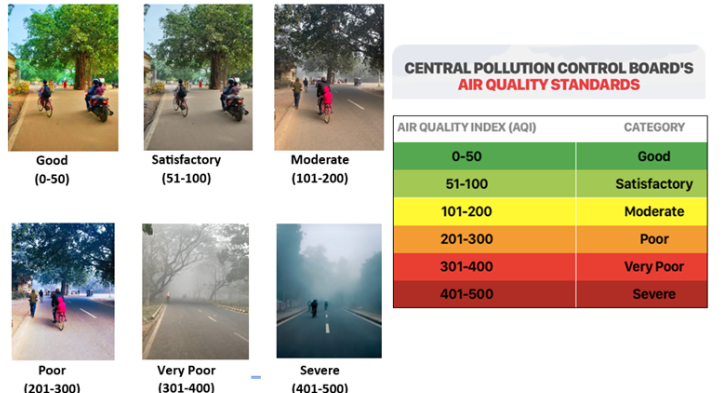 Good
(0-50)
Satisfactory
(51-100)
Moderate
(101-200)
Poor
(201-300)
Very Poor
(301-400)
Severe
(401-500)
CENTRAL POLLUTION CONTROL BOARD'S
AIR QUALITY STANDARDS
AIR QUALITY INDEX (AQI) CATEGORY
0-50 Good
51-100 Satisfactory
101-200 Moderate
201-300 Poor
301-400 Very Poor
401-500 Severe